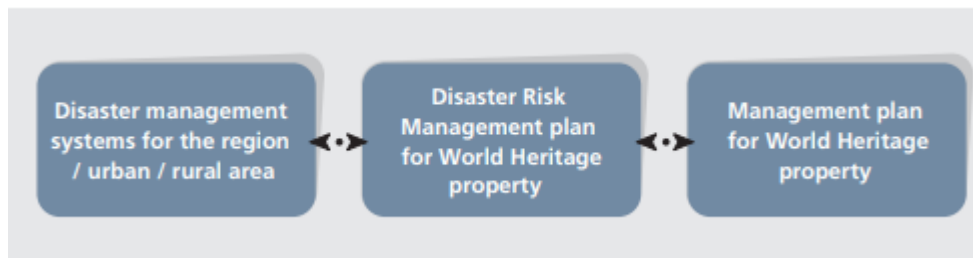 Disaster management
systems for the region
/ urban / rural area
Disaster Risk
Management plan
for World Heritage
property
Management plan
for World Heritage
property